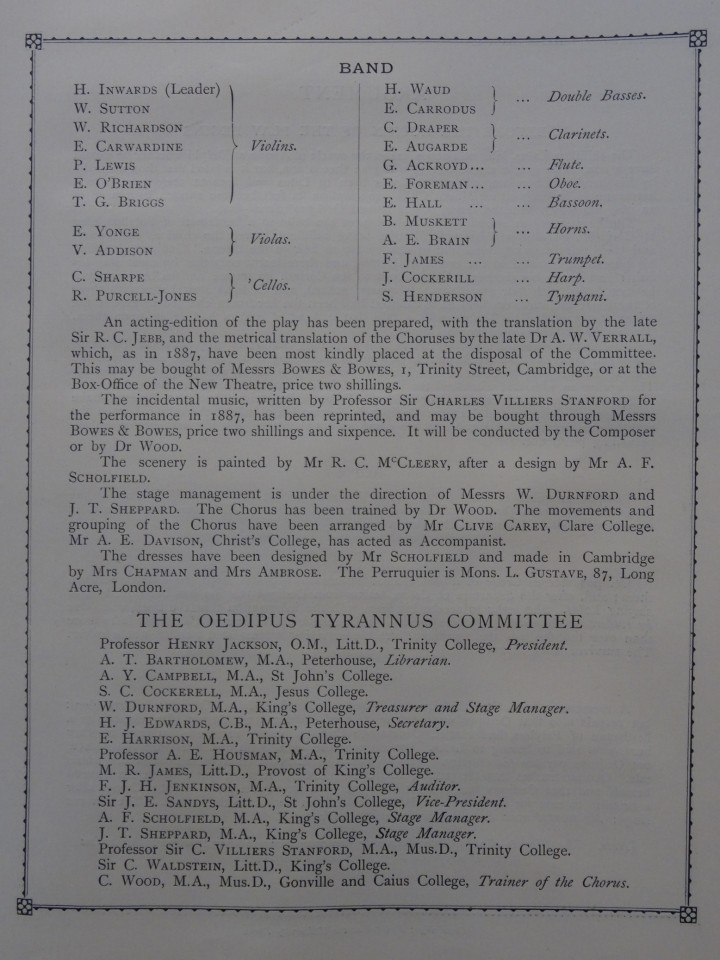 BAND
H. INWARDS (Leader)
W. SUTTON
W. RICHARDSON
E. CARWARDINE
P. LEWIS
E. O'BRIEN
T. G. BRIGGS
Violins.
E. YONGE
V. ADDISON
Violas.
C. SHARPE
R. PURCELL-JONES
'Cellos.
H. WAUD
E. CARRODUS
... Double Basses.
C. DRAPER
E. AUGARDE
... Clarinets.
G. ACKROYD... ... Flute.
E. FOREMAN... ... Oboe.
E. HALL ... ... Bassoon.
B. MUSKETT
A. E. BRAIN
... Horns.
F. JAMES ... ... Trumpet.
J. COCKERILL ... Harp.
S. HENDERSON ... Tympani.
An acting-edition of the play has been prepared, with the translation by the late
Sir R. C. JEBB, and the metrical translation of the Choruses by the late Dr A. W. VERRALL,
which, as in 1887, have been most kindly placed at the disposal of the Committee.
This may be bought of Messrs BOWES & BOWES, 1, Trinity Street, Cambridge, or at the
Box-Office of the New Theatre, price two shillings.
The incidental music, written by Professor Sir CHARLES VILLIERS STANFORD for
the performance in 1887, has been reprinted, and may be bought through Messrs
BOWES & BOWES, price two shillings and sixpence. It will be conducted by the Composer
or by Dr WOOD.
The scenery is painted by Mr R. C. McCLEERY, after a design by Mr A. F.
SCHOLFIELD.
The stage management is under the direction of Messrs W. DURNFORD and
J. T. SHEPPARD. The Chorus has been trained by Dr WOOD. The movements and
grouping of the Chorus have been arranged by Mr CLIVE CAREY, Clare College.
Mr A. E. DAVISON, Christ's College, has acted as Accompanist.
The dresses have been designed by Mr SCHOLFIELD and made in Cambridge
by Mrs CHAPMAN and Mrs AMBROSE. The Perruquier is Mons. L. GUSTAVE, 87, Long
Acre, London.
THE OEDIPUS TYRANNUS COMMITTEE
Professor HENRY JACKSON, O.M., Litt.D., Trinity College, President.
A. T. BARTHOLOMEW, M.A., Peterhouse, Librarian.
A. Y. CAMPBELL, M.A., St John's College.
S. C. COCKERELL, M.A., Jesus College.
W. DURNFORD, M.A., King's College, Treasurer and Stage Manager.
H. J. EDWARDS, C.B., M.A., Peterhouse, Secretary.
E. HARRISON, M.A., Trinity College.
Professor A. E. HOUSMAN, M.A., Trinity College.
M. R. JAMES, Litt.D., Provost of King's College.
F. J. H. JENKINSON, M.A., Trinity College, Auditor.
Sir J. E. SANDYS, Litt.D., St John's College, Vice-President.
A. F. SCHOLFIELD, M.A., King's College, Stage Manager.
J. T. SHEPPARD, M.A., King's College, Stage Manager.
Professor Sir C. VILLIERS STANFORD, M.A., Mus.D., Trinity College.
Sir C. WALDSTEIN, Litt.D., King's College.
C. WOOD, M.A., Mus.D., Gonville and Caius College, Trainer of the Chorus.